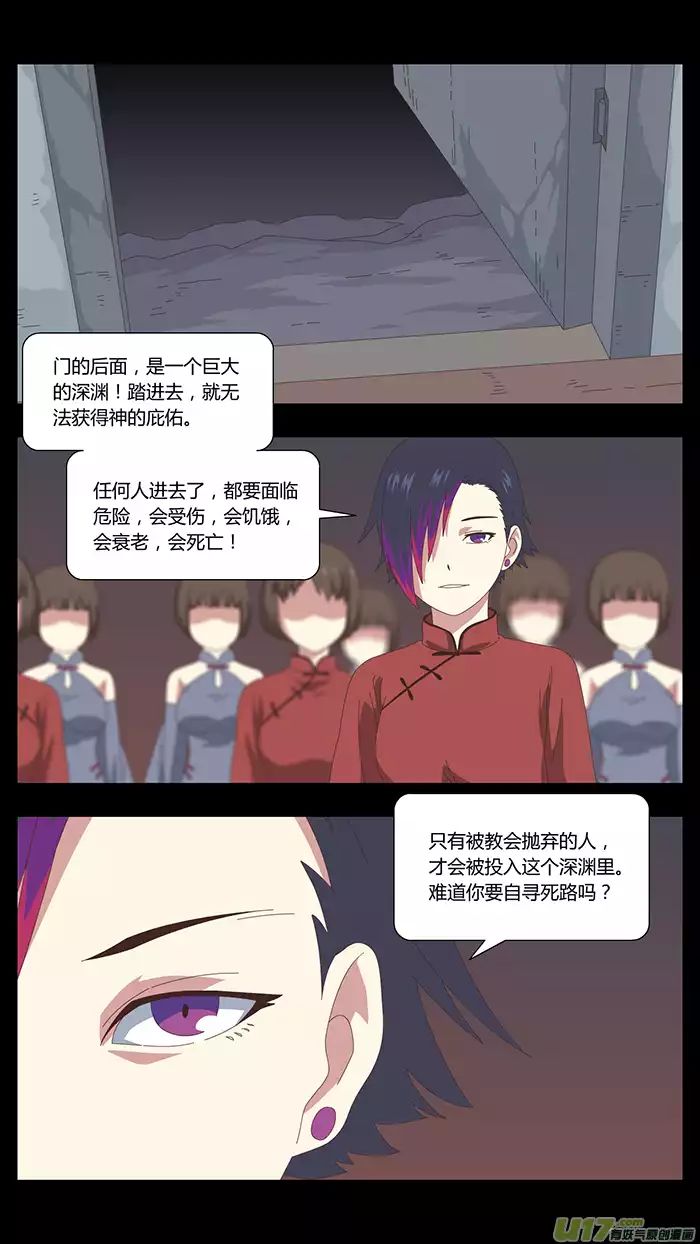 门的后面，是一个巨大
的深渊！踏进去，就无
法获得神的庇佑。
任何人进去了，都要面临
危险，会受伤，会饥饿，
会衰老，会死亡！
只有被教会抛弃的人，
才会被投入这个深渊里。
难道你要自寻死路吗？
U17.com
有妖气原创漫画